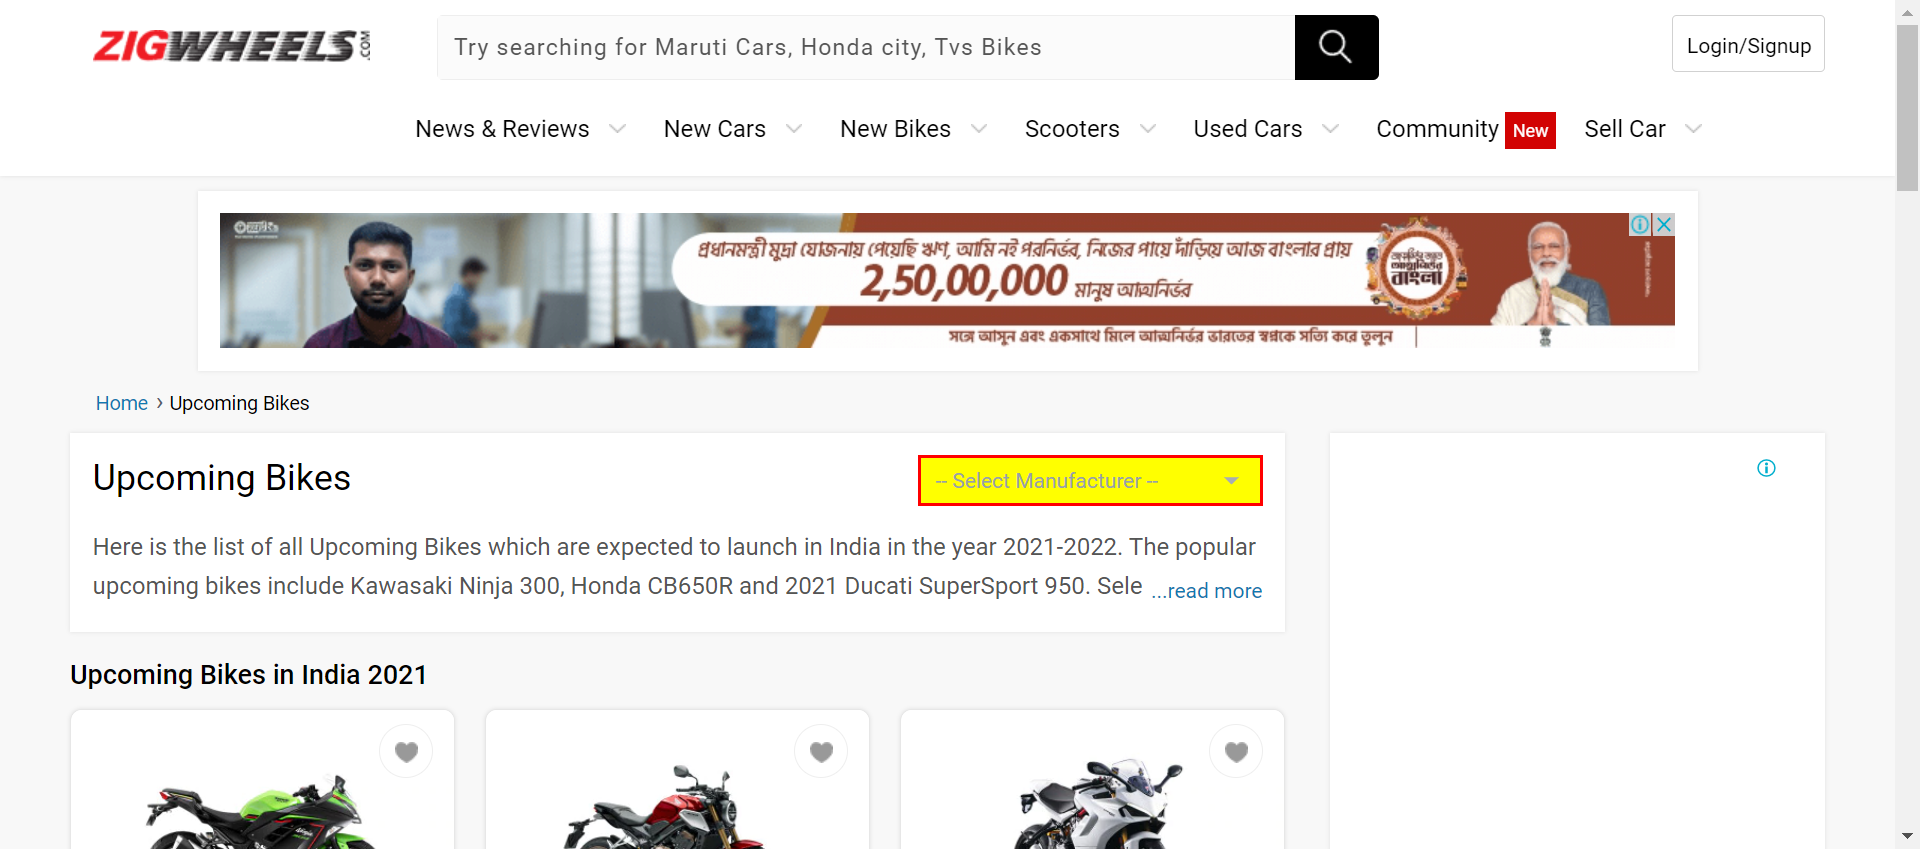 ZIGWHEELS.COM
Try searching for Maruti Cars, Honda city, Tvs Bikes
Login/Signup
News & Reviews
New Cars
New Bikes
Scooters
Used Cars
Community New
Sell Car
প্রধানমন্ত্রী মুদ্রা যোজনায় পেয়েছি ঋণ, আমি নই পরনির্ভর, নিজের পায়ে দাঁড়িয়ে আজ বাংলার প্রায়
2,50,00,000 মানুষ আত্মনির্ভর
আত্মনির্ভর
বাংলা
সঙ্গে আসুন এবং একসাথে মিলে আত্মনির্ভর ভারতের স্বপ্নকে সত্যি করে তুলুন
Home › Upcoming Bikes
Upcoming Bikes
-- Select Manufacturer --
Here is the list of all Upcoming Bikes which are expected to launch in India in the year 2021-2022. The popular
upcoming bikes include Kawasaki Ninja 300, Honda CB650R and 2021 Ducati SuperSport 950. Sele ...read more
Upcoming Bikes in India 2021